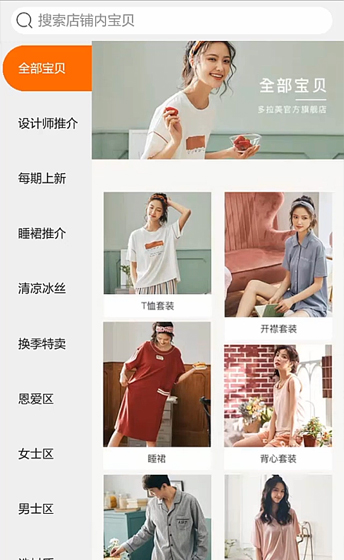 搜索店铺内宝贝
全部宝贝
设计师推介
每期上新
睡裙推介
清凉冰丝
换季特卖
恩爱区
女士区
男士区
全部宝贝
多拉美官方旗舰店
T恤套装
开襟套装
睡裙
背心套装